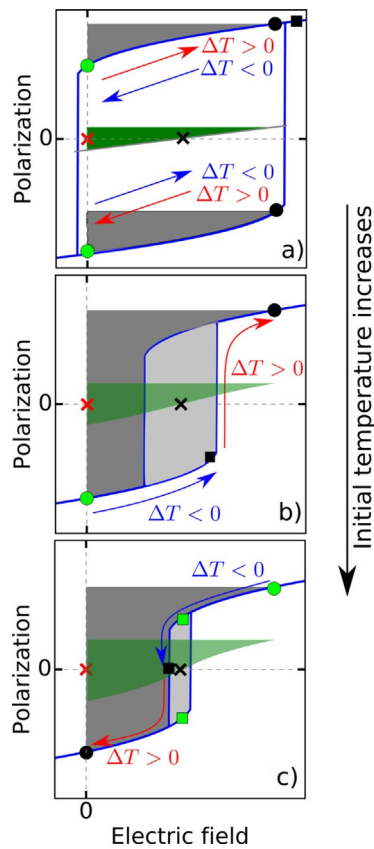 ΔT > 0
ΔT < 0
0
ΔT < 0
ΔT > 0
Polarization
a)
ΔT > 0
0
ΔT < 0
Polarization
b)
ΔT < 0
0
ΔT > 0
Polarization
c)
0
Electric field
Initial temperature increases